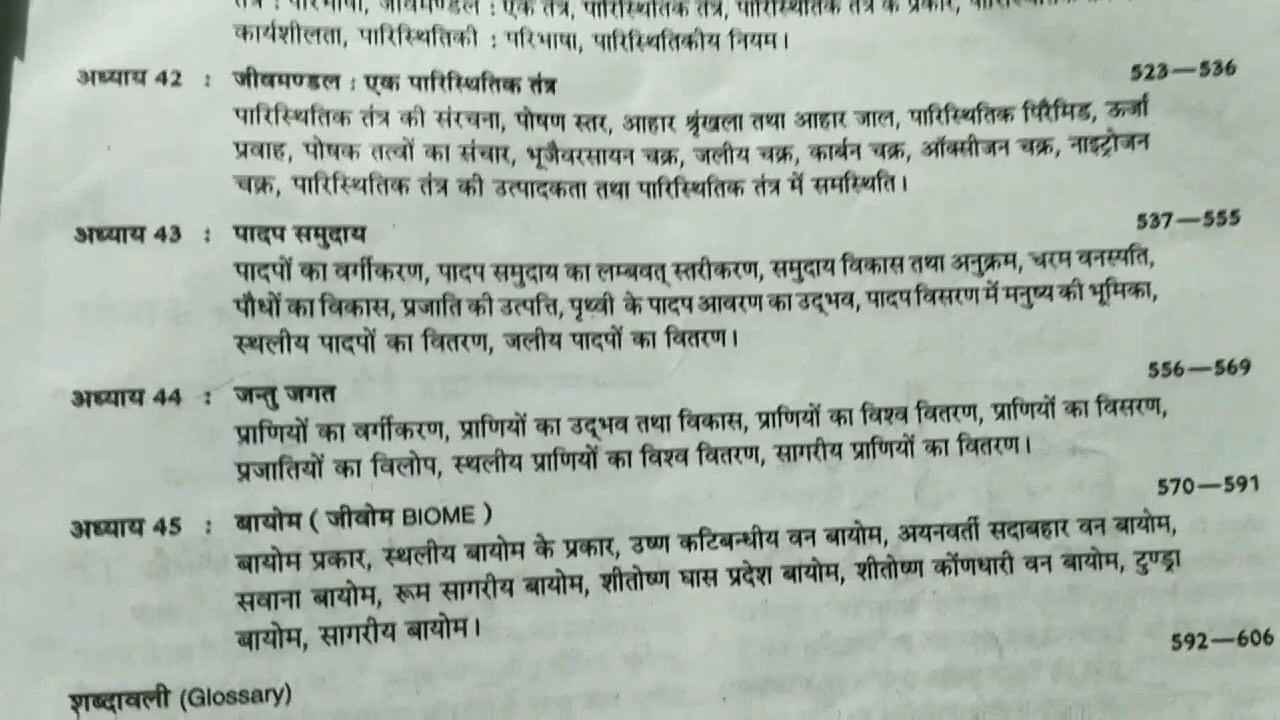 तंत्र : परिभाषा, जीवमण्डल : एक तंत्र, पारिस्थितिक तंत्र, पारिस्थितिक तंत्र के प्रकार,
कार्यशीलता, पारिस्थितिकी : परिभाषा, पारिस्थितिकीय नियम।
अध्याय 42 : जीवमण्डल : एक पारिस्थितिक तंत्र 523—536
पारिस्थितिक तंत्र की संरचना, पोषण स्तर, आहार श्रृंखला तथा आहार जाल, पारिस्थितिक पिरैमिड, ऊर्जा
प्रवाह, पोषक तत्वों का संचार, भूजैवरसायन चक्र, जलीय चक्र, कार्बन चक्र, ऑक्सीजन चक्र, नाइट्रोजन
चक्र, पारिस्थितिक तंत्र की उत्पादकता तथा पारिस्थितिक तंत्र में समस्थिति।
अध्याय 43 : पादप समुदाय 537—555
पादपों का वर्गीकरण, पादप समुदाय का लम्बवत् स्तरीकरण, समुदाय विकास तथा अनुक्रम, चरम वनस्पति,
पौधों का विकास, प्रजाति की उत्पत्ति, पृथ्वी के पादप आवरण का उद्भव, पादप विसरण में मनुष्य की भूमिका,
स्थलीय पादपों का वितरण, जलीय पादपों का वितरण।
अध्याय 44 : जन्तु जगत 556—569
प्राणियों का वर्गीकरण, प्राणियों का उद्भव तथा विकास, प्राणियों का विश्व वितरण, प्राणियों का विसरण,
प्रजातियों का विलोप, स्थलीय प्राणियों का विश्व वितरण, सागरीय प्राणियों का वितरण।
अध्याय 45 : बायोम ( जीवोम BIOME ) 570—591
बायोम प्रकार, स्थलीय बायोम के प्रकार, उष्ण कटिबन्धीय वन बायोम, अयनवर्ती सदाबहार वन बायोम,
सवाना बायोम, रूम सागरीय बायोम, शीतोष्ण घास प्रदेश बायोम, शीतोष्ण कोंणधारी वन बायोम, टुण्ड्रा
बायोम, सागरीय बायोम।
शब्दावली (Glossary) 592—606